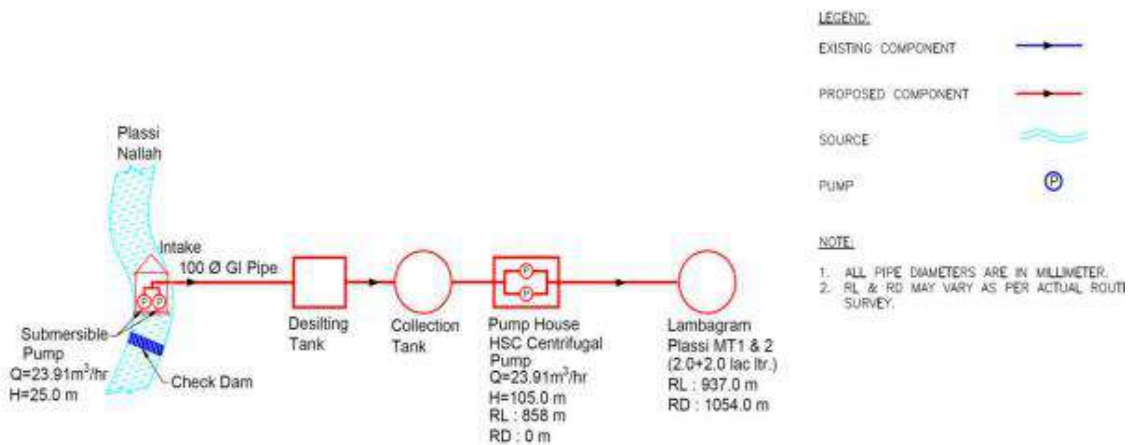 LEGEND:
EXISTING COMPONENT
PROPOSED COMPONENT
SOURCE
PUMP
P
NOTE:
1. ALL PIPE DIAMETERS ARE IN MILLIMETER.
2. RL & RD MAY VARY AS PER ACTUAL ROUTE
SURVEY.
Plassi
Nallah
Intake
100 Ø GI Pipe
P P
Submersible
Pump
Q=23.91m³/hr
H=25.0 m
Check Dam
Desilting
Tank
Collection
Tank
P
P
Pump House
HSC Centrifugal
Pump
Q=23.91m³/hr
H=105.0 m
RL : 858 m
RD : 0 m
Lambagram
Plassi MT1 & 2
(2.0+2.0 lac ltr.)
RL : 937.0 m
RD : 1054.0 m